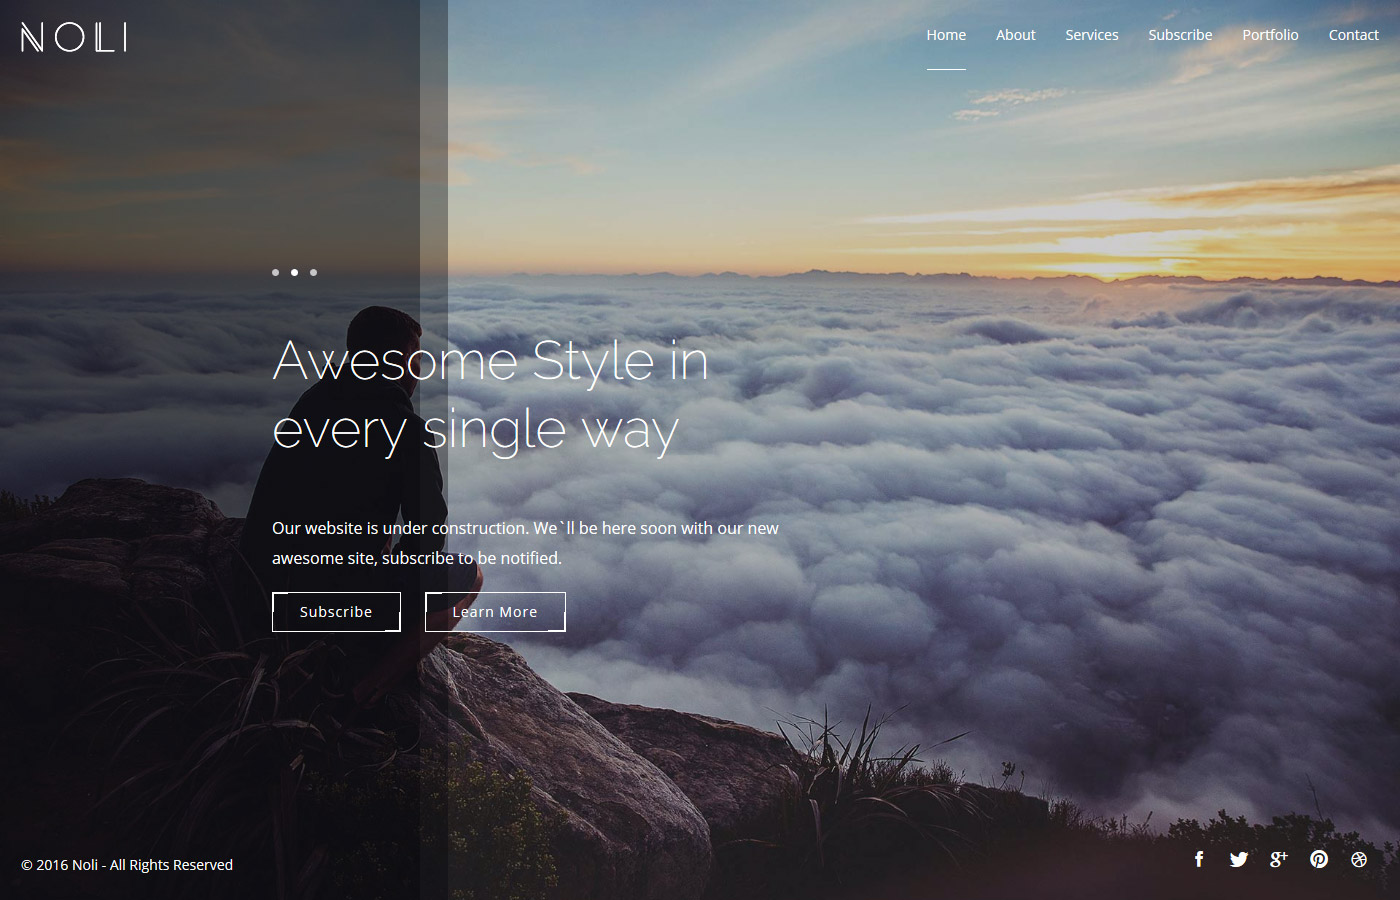 NOLI
Home About Services Subscribe Portfolio Contact
Awesome Style in
every single way
Our website is under construction. We`ll be here soon with our new
awesome site, subscribe to be notified.
Subscribe Learn More
© 2016 Noli - All Rights Reserved